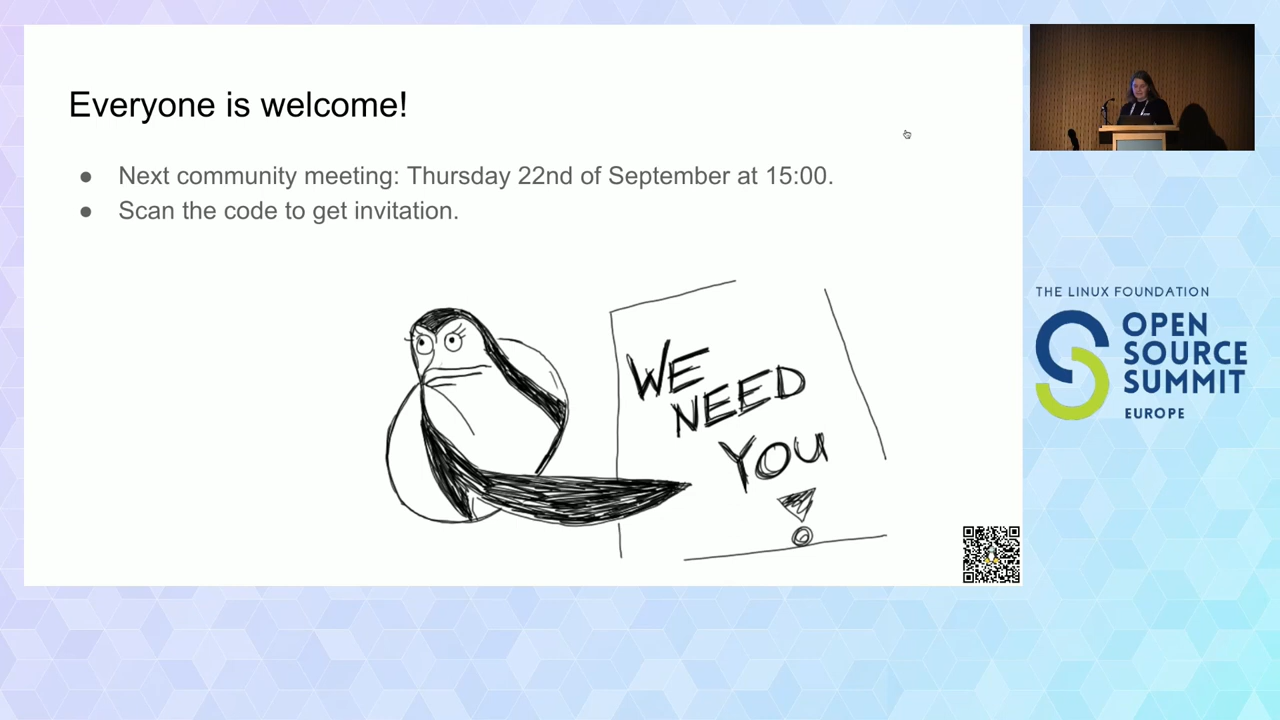 Everyone is welcome!
● Next community meeting: Thursday 22nd of September at 15:00.
● Scan the code to get invitation.
WE
NEED
YOU
!
THE LINUX FOUNDATION
OPEN
SOURCE
SUMMIT
EUROPE